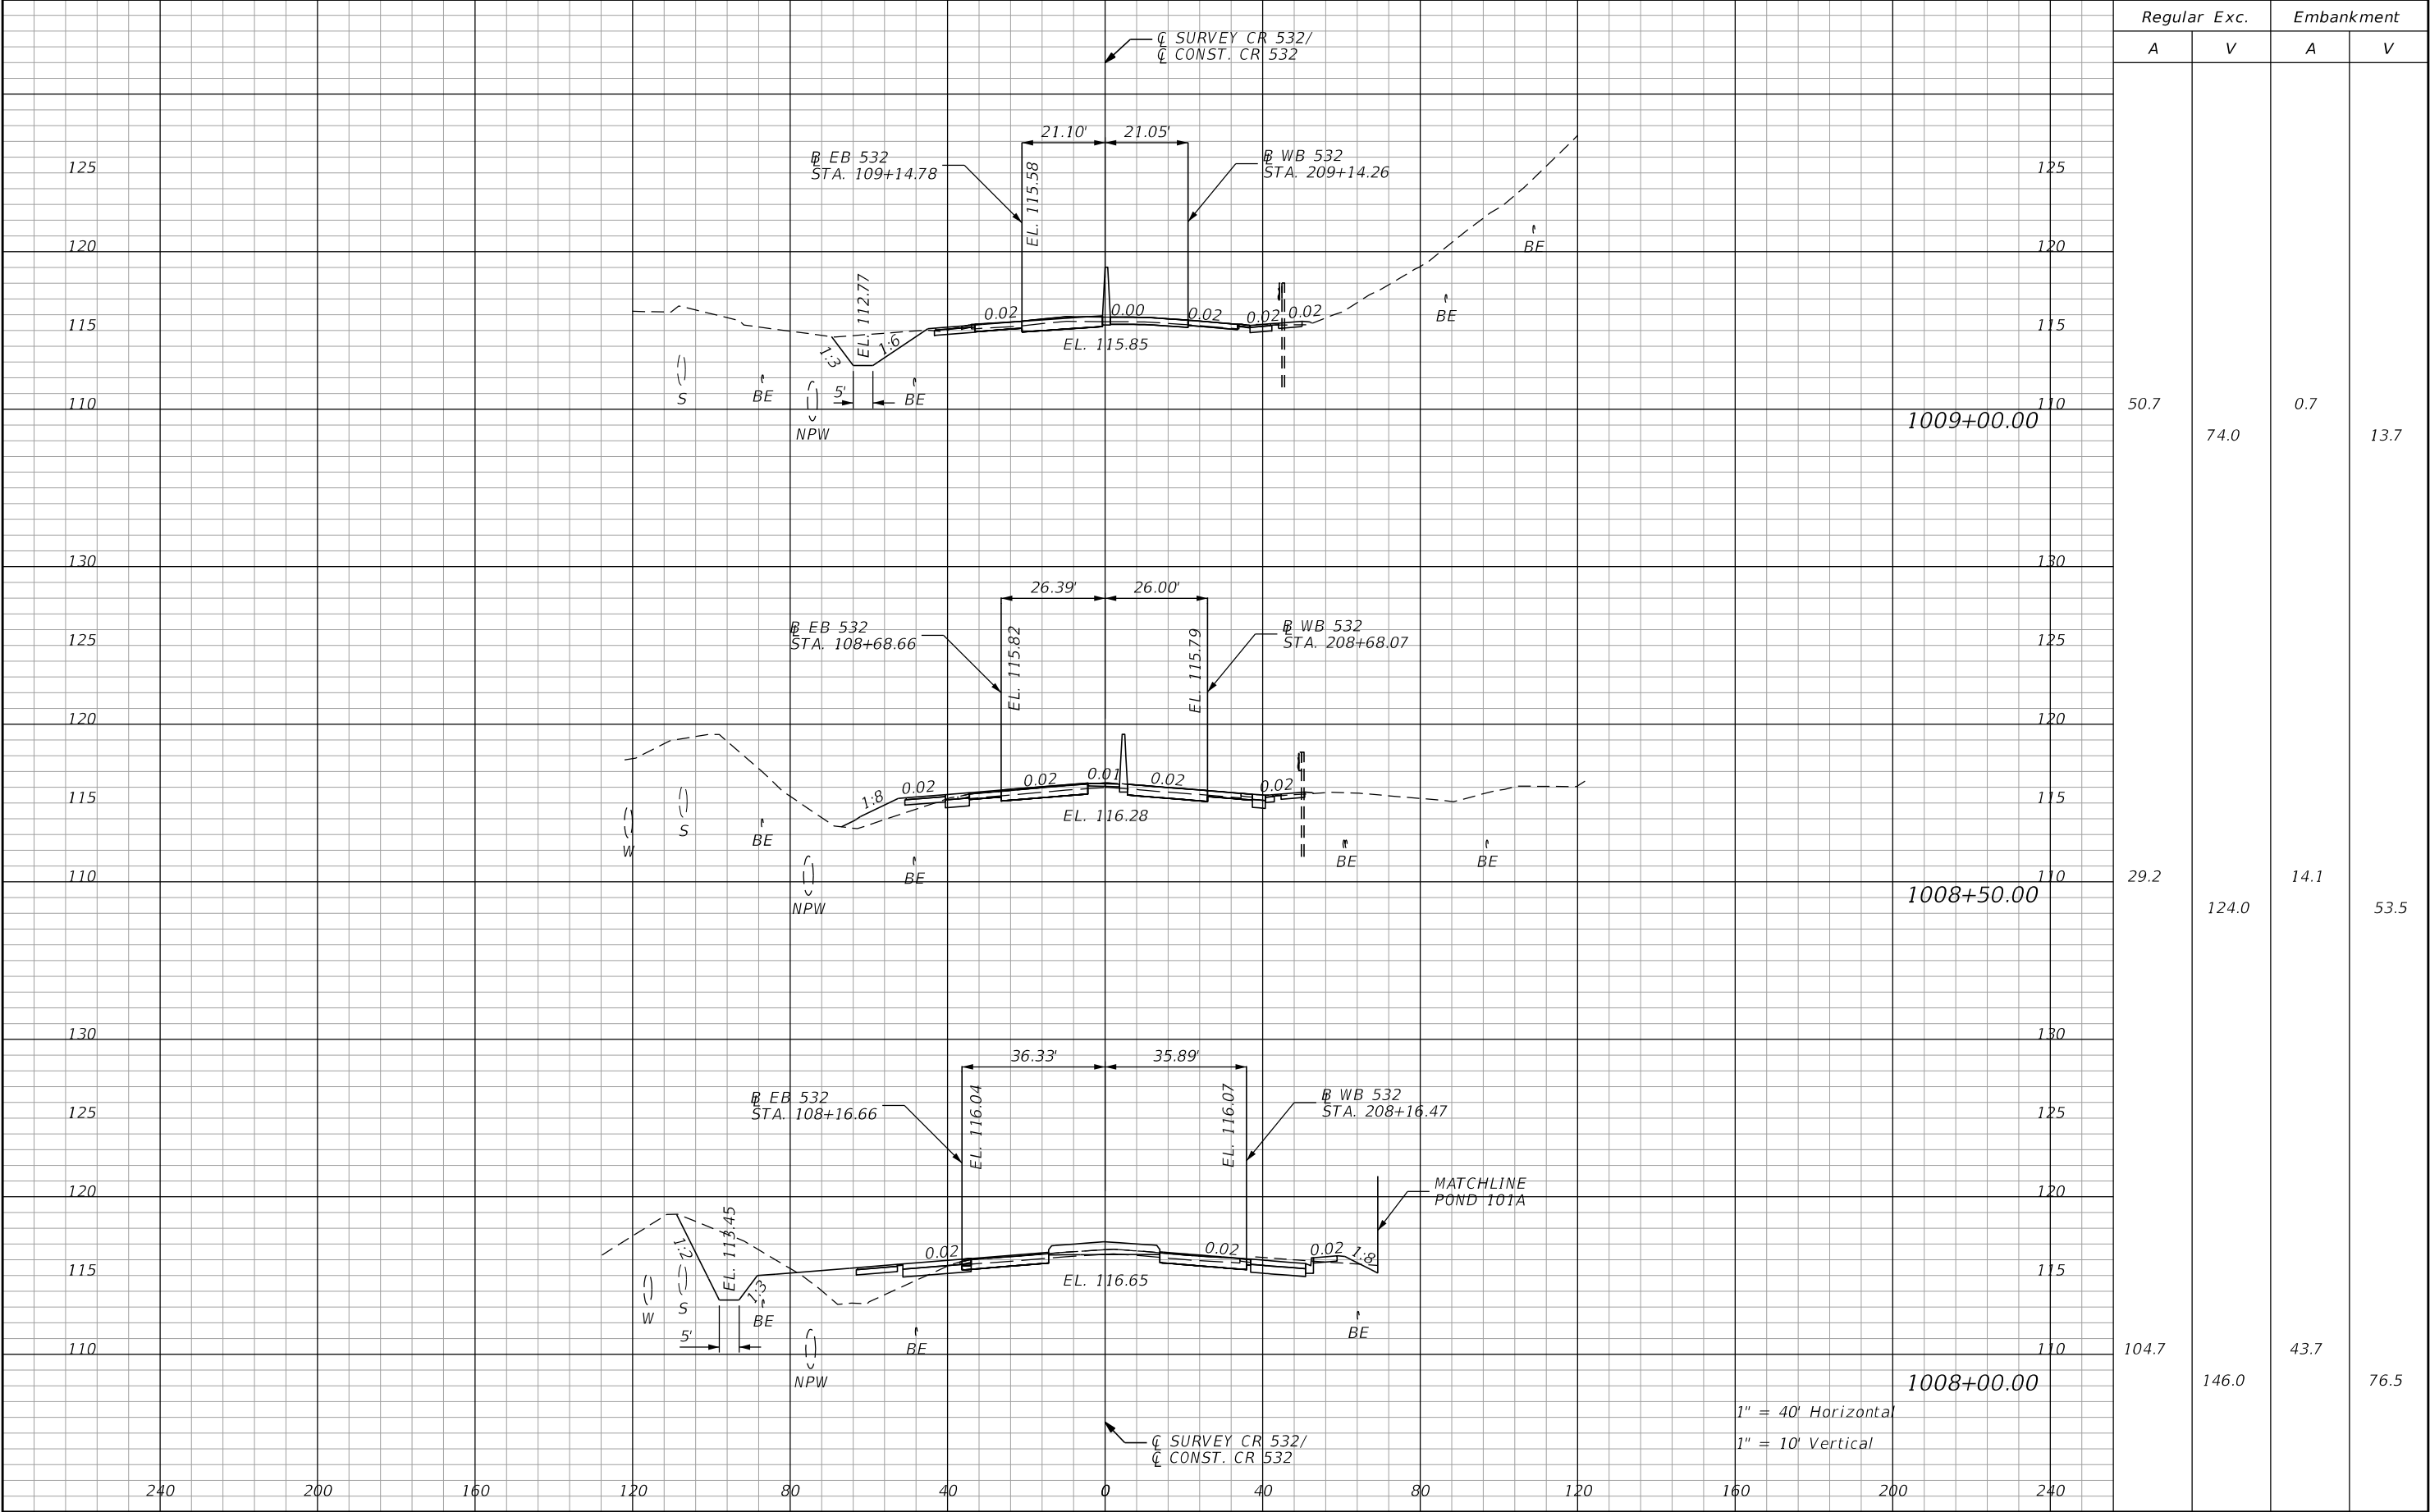 Regular Exc.
Embankment
A
V
A
V
℄ SURVEY CR 532/
℄ CONST. CR 532
21.10'
21.05'
BL EB 532
STA. 109+14.78
BL WB 532
STA. 209+14.26
EL. 115.58
125
125
120
120
BE
EL. 112.77
BE
115
115
0.02
0.00
0.02
0.02
0.02
1:3
1:6
EL. 115.85
S
BE
5'
BE
NPW
110
110
1009+00.00
50.7
0.7
74.0
13.7
130
130
26.39'
26.00'
BL EB 532
STA. 108+68.66
BL WB 532
STA. 208+68.07
EL. 115.82
EL. 115.79
125
125
120
120
115
115
1:8
0.02
0.02
0.01
0.02
0.02
EL. 116.28
W
S
BE
NPW
BE
BE
BE
110
110
1008+50.00
29.2
14.1
124.0
53.5
130
130
36.33'
35.89'
BL EB 532
STA. 108+16.66
BL WB 532
STA. 208+16.47
EL. 116.04
EL. 116.07
125
125
MATCHLINE
POND 101A
120
120
EL. 113.45
1:2
1:3
0.02
0.02
0.02
1:8
115
115
EL. 116.65
W
S
BE
5'
NPW
BE
BE
110
110
1008+00.00
104.7
43.7
146.0
76.5
1" = 40' Horizontal
1" = 10' Vertical
℄ SURVEY CR 532/
℄ CONST. CR 532
240
200
160
120
80
40
0
40
80
120
160
200
240